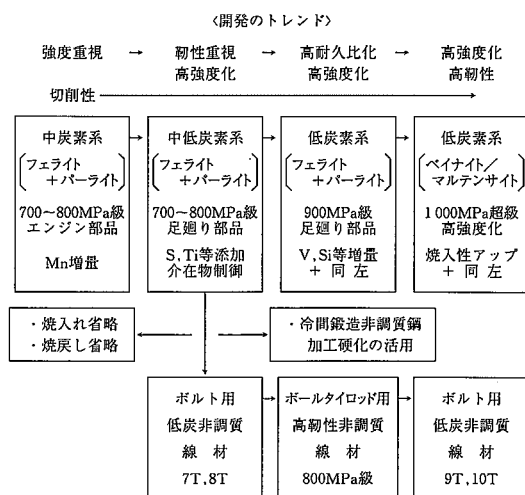 〈開発のトレンド〉
強度重視 → 靭性重視 → 高耐久比化 → 高強度化
高強度化 高強度化 高靭性
切削性
中炭素系
フェライト
+パーライト
700~800MPa級
エンジン部品
Mn増量
中低炭素系
フェライト
+パーライト
700~800MPa級
足廻り部品
S,Ti等添加
介在物制御
低炭素系
フェライト
+パーライト
900MPa級
足廻り部品
V,Si等増量
+ 同左
低炭素系
ベイナイト/
マルテンサイト
1000MPa超級
高強度化
焼入性アップ
+ 同左
・焼入れ省略
・焼戻し省略
・冷間鍛造非調質鋼
加工硬化の活用
ボルト用
低炭非調質
線材
7T,8T
ボールタイロッド用
高靭性非調質
線材
800MPa級
ボルト用
低炭非調質
線材
9T,10T